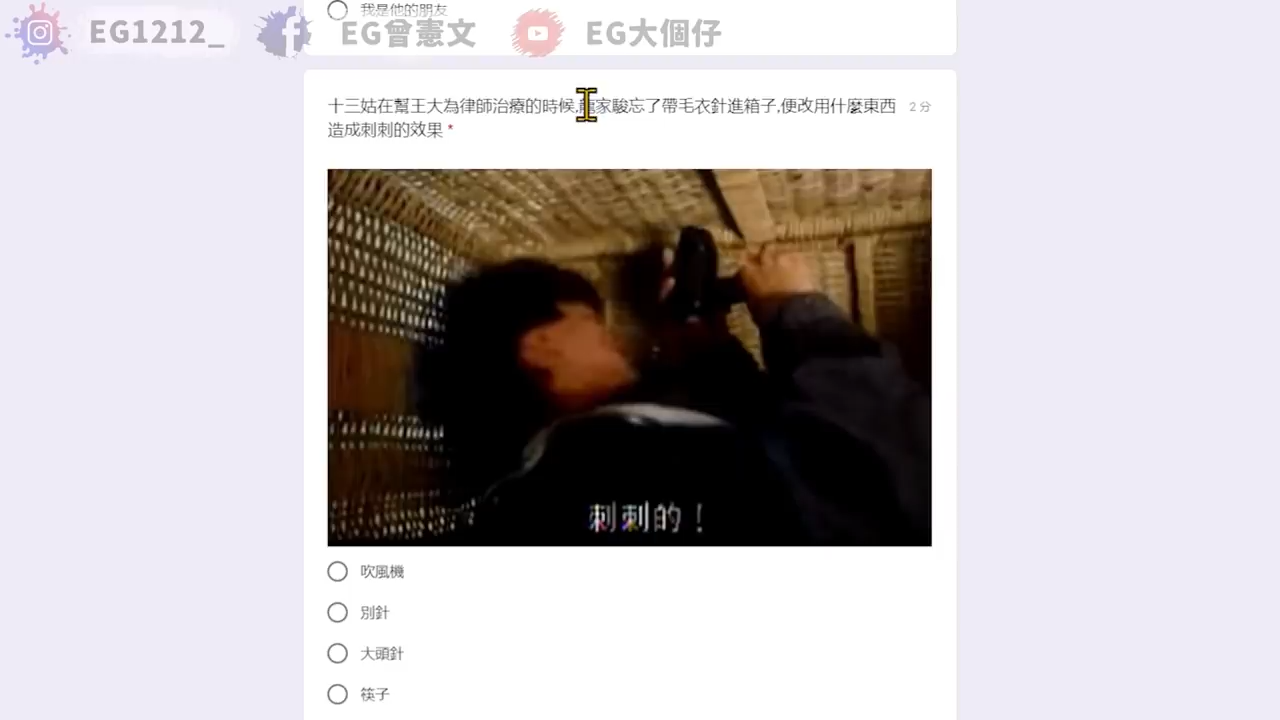 我是他的朋友
EG1212_
EG曾憲文
EG大個仔
十三姑在幫王大為律師治療的時候,龍家駿忘了帶毛衣針進箱子,便改用什麼東西
2 分
造成刺刺的效果 *
刺刺的！
吹風機
別針
大頭針
筷子